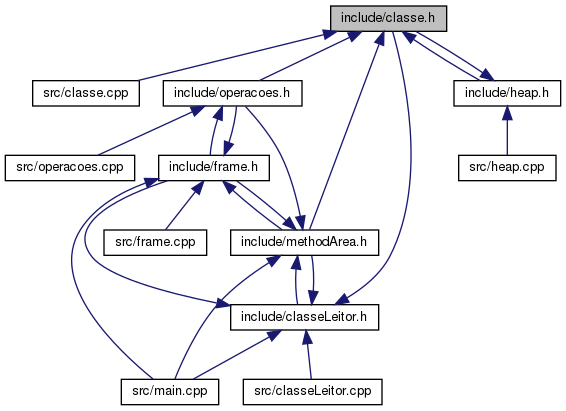 include/classe.h
src/classe.cpp
include/operacoes.h
include/heap.h
src/operacoes.cpp
include/frame.h
src/heap.cpp
src/frame.cpp
include/methodArea.h
include/classeLeitor.h
src/main.cpp
src/classeLeitor.cpp